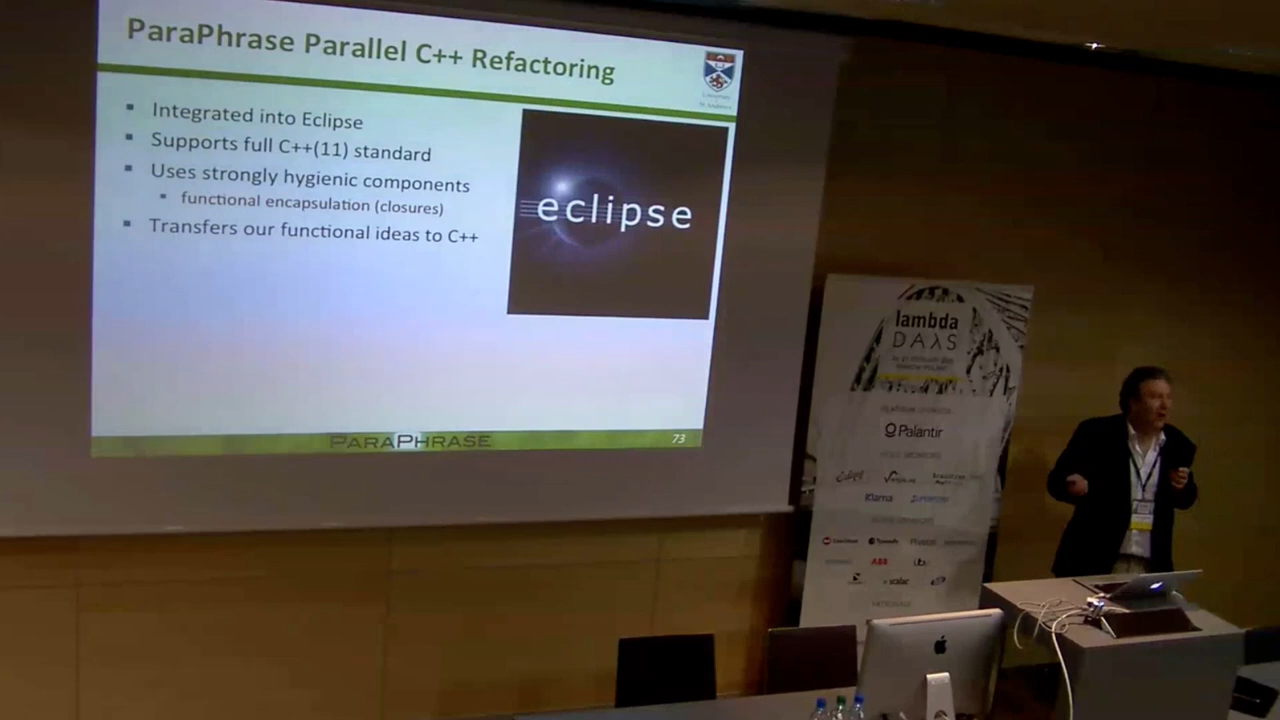 ParaPhrase Parallel C++ Refactoring
Integrated into Eclipse
Supports full C++(11) standard
Uses strongly hygienic components
functional encapsulation (closures)
Transfers our functional ideas to C++
eclipse
PARAPHRASE
73
lambda
DAλS
Palantir
Klarna
ABB
scalac